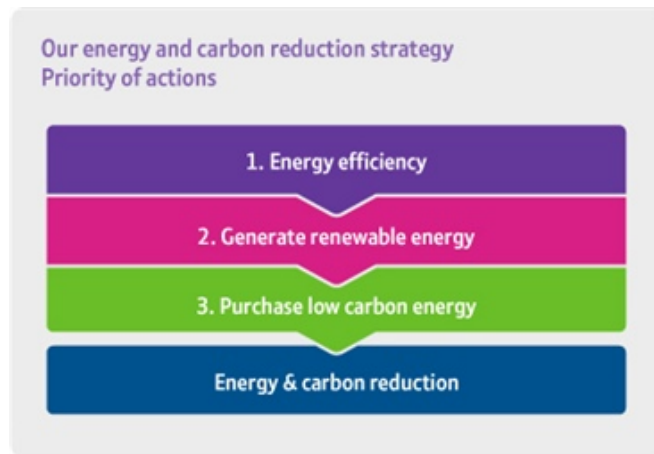 Our energy and carbon reduction strategy
Priority of actions
1. Energy efficiency
2. Generate renewable energy
3. Purchase low carbon energy
Energy & carbon reduction